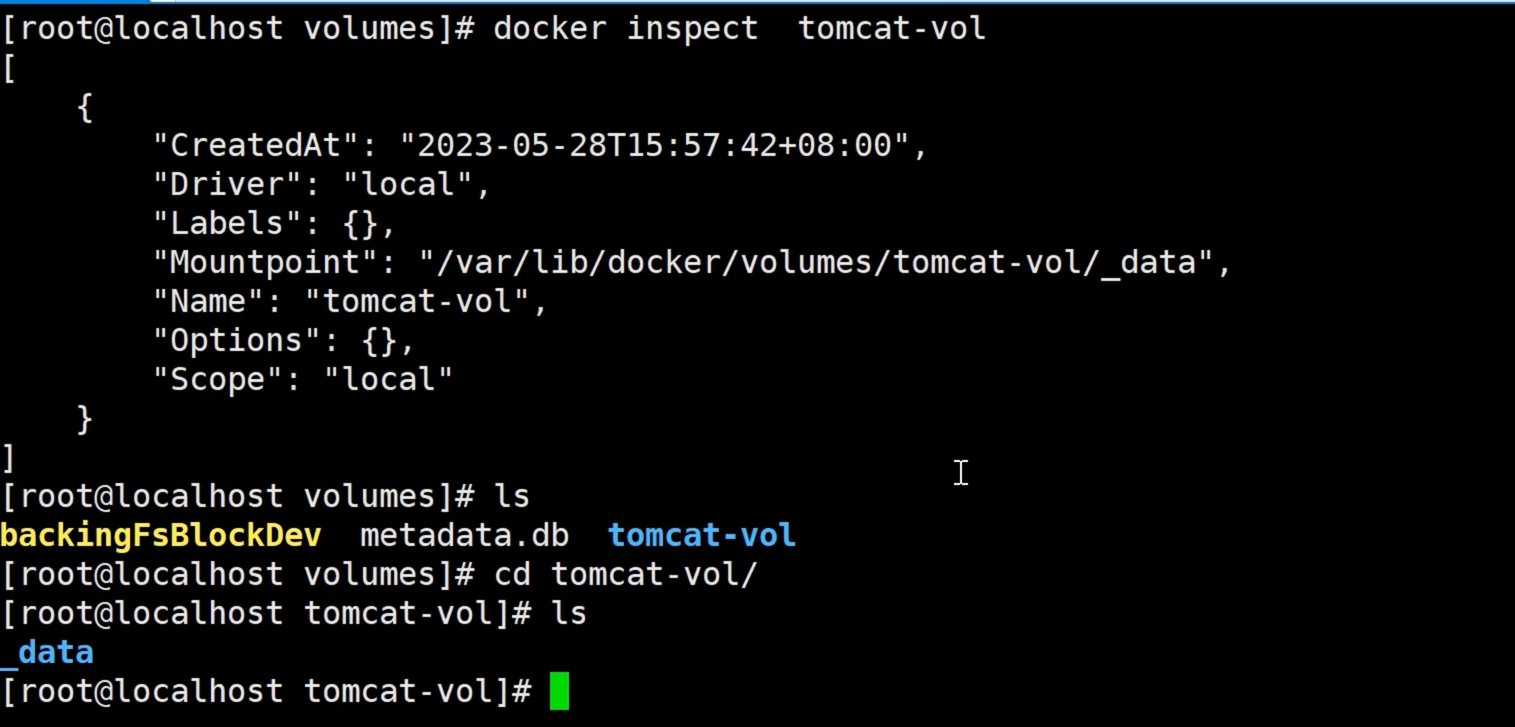 [root@localhost volumes]# docker inspect  tomcat-vol
[
    {
        "CreatedAt": "2023-05-28T15:57:42+08:00",
        "Driver": "local",
        "Labels": {},
        "Mountpoint": "/var/lib/docker/volumes/tomcat-vol/_data",
        "Name": "tomcat-vol",
        "Options": {},
        "Scope": "local"
    }
]
[root@localhost volumes]# ls
backingFsBlockDev  metadata.db  tomcat-vol
[root@localhost volumes]# cd tomcat-vol/
[root@localhost tomcat-vol]# ls
_data
[root@localhost tomcat-vol]#